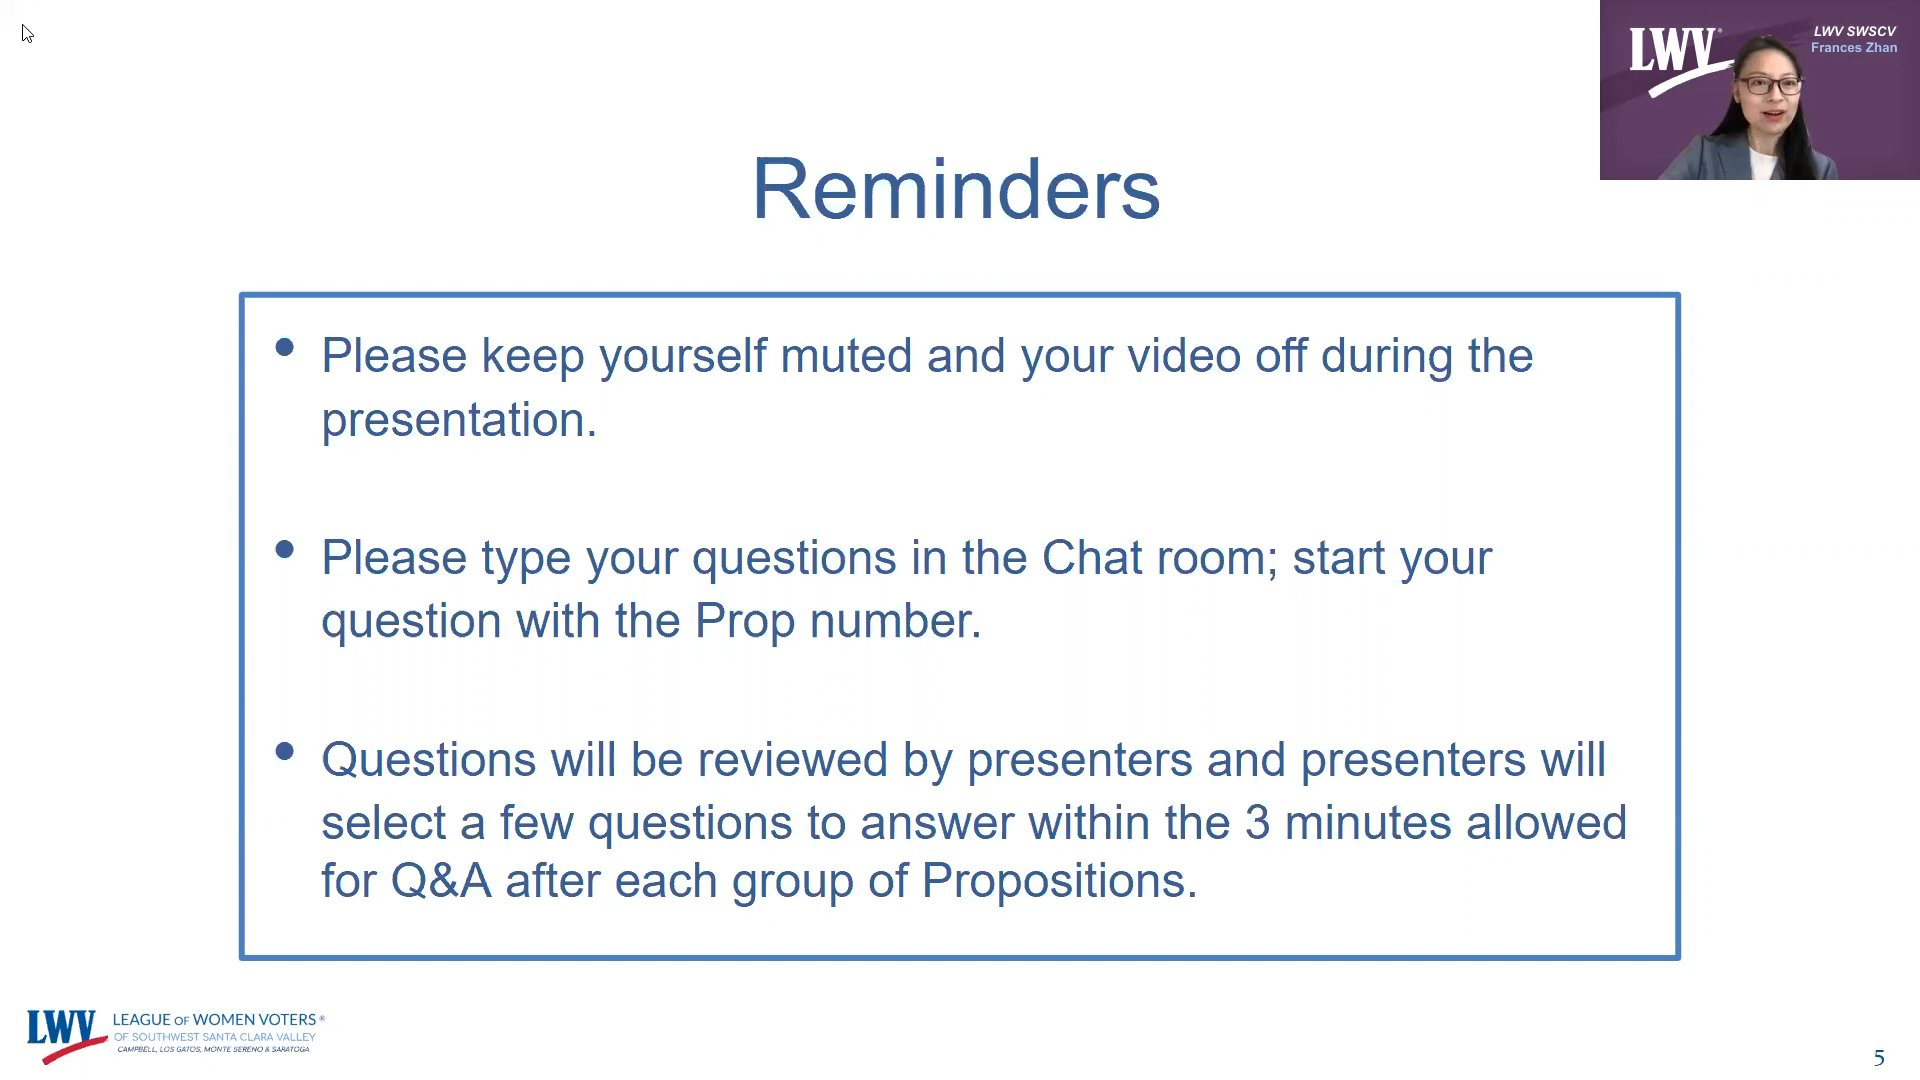 LWV
LWV SWSCV
Frances Zhan
Reminders
• Please keep yourself muted and your video off during the
presentation.
• Please type your questions in the Chat room; start your
question with the Prop number.
• Questions will be reviewed by presenters and presenters will
select a few questions to answer within the 3 minutes allowed
for Q&A after each group of Propositions.
LWV
LEAGUE OF WOMEN VOTERS®
OF SOUTHWEST SANTA CLARA VALLEY
CAMPBELL, LOS GATOS, MONTE SERENO & SARATOGA
5